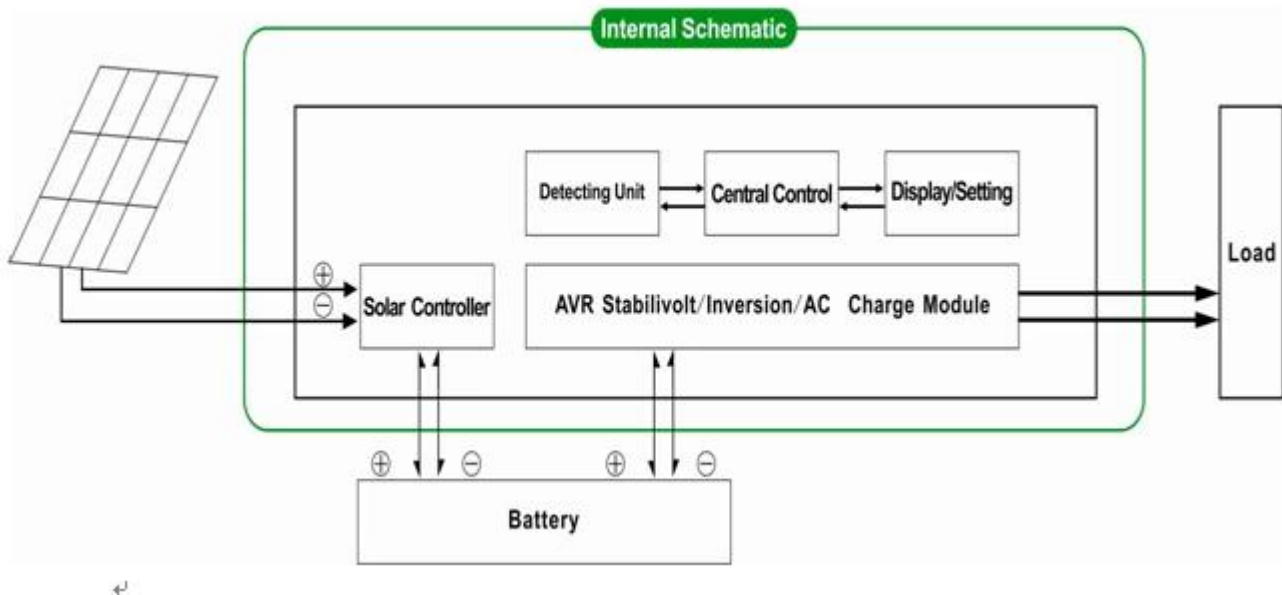 Internal Schematic
Detecting Unit
Central Control
Display/Setting
Load
⊕
⊖
Solar Controller
AVR Stabilivolt/Inversion/AC Charge Module
⊕ ⊖ ⊕ ⊖
Battery
↵